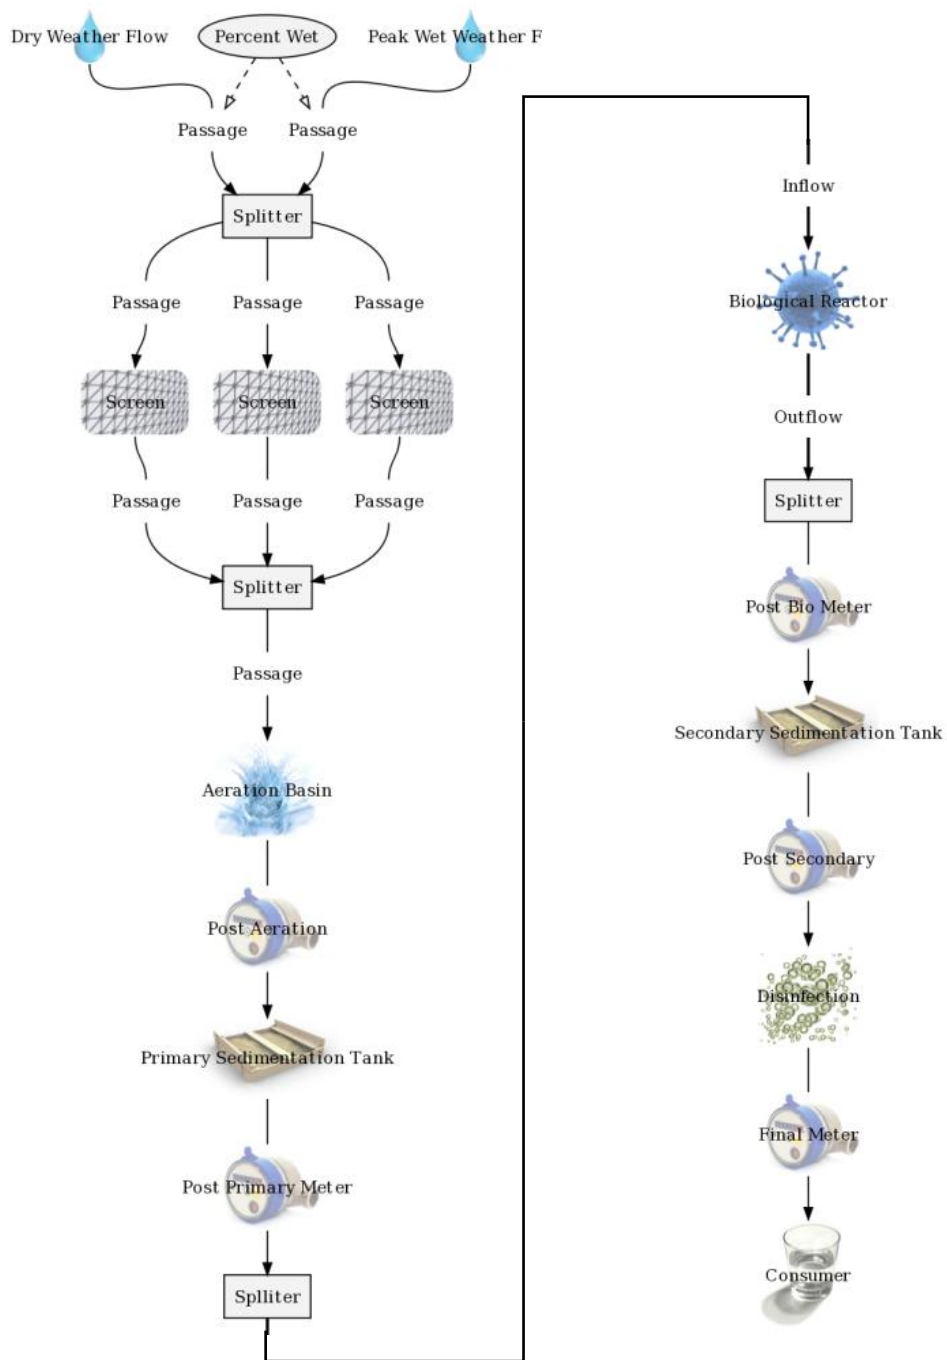 Dry Weather Flow
Percent Wet
Peak Wet Weather F
Passage
Passage
Splitter
Passage
Passage
Passage
Screen
Screen
Screen
Passage
Passage
Passage
Splitter
Passage
Aeration Basin
Post Aeration
Primary Sedimentation Tank
Post Primary Meter
Splliter
Inflow
Biological Reactor
Outflow
Splitter
Post Bio Meter
Secondary Sedimentation Tank
Post Secondary
Disinfection
Final Meter
Consumer